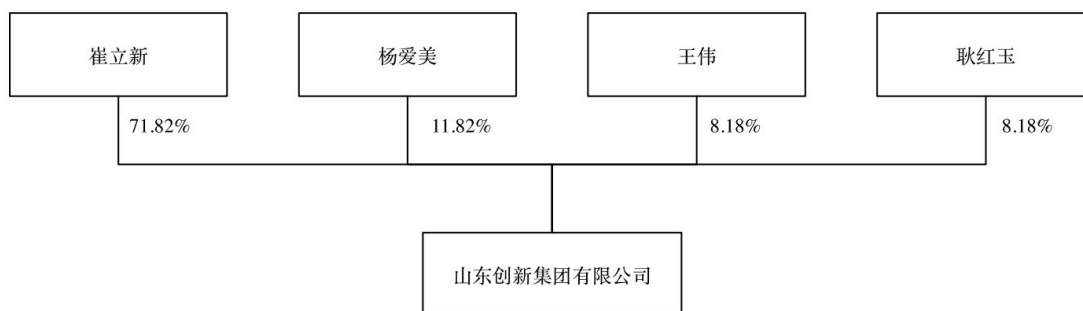 崔立新
杨爱美
王伟
耿红玉
71.82%
11.82%
8.18%
8.18%
山东创新集团有限公司